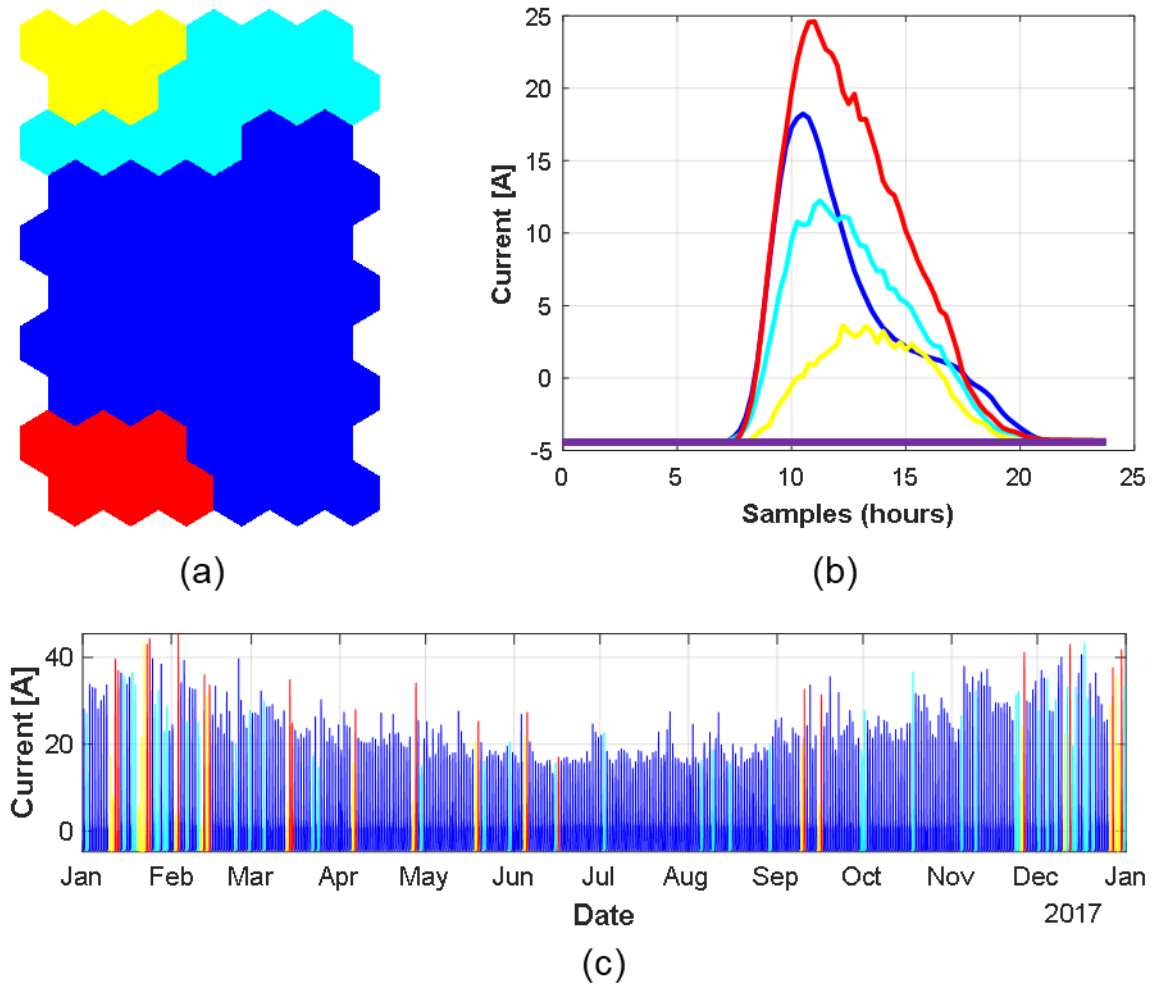 25
20
15
10
5
0
-5
Current [A]
0 5 10 15 20 25
Samples (hours)
(a)
(b)
40
20
0
Current [A]
Jan Feb Mar Apr May Jun Jul Aug Sep Oct Nov Dec Jan
Date
2017
(c)